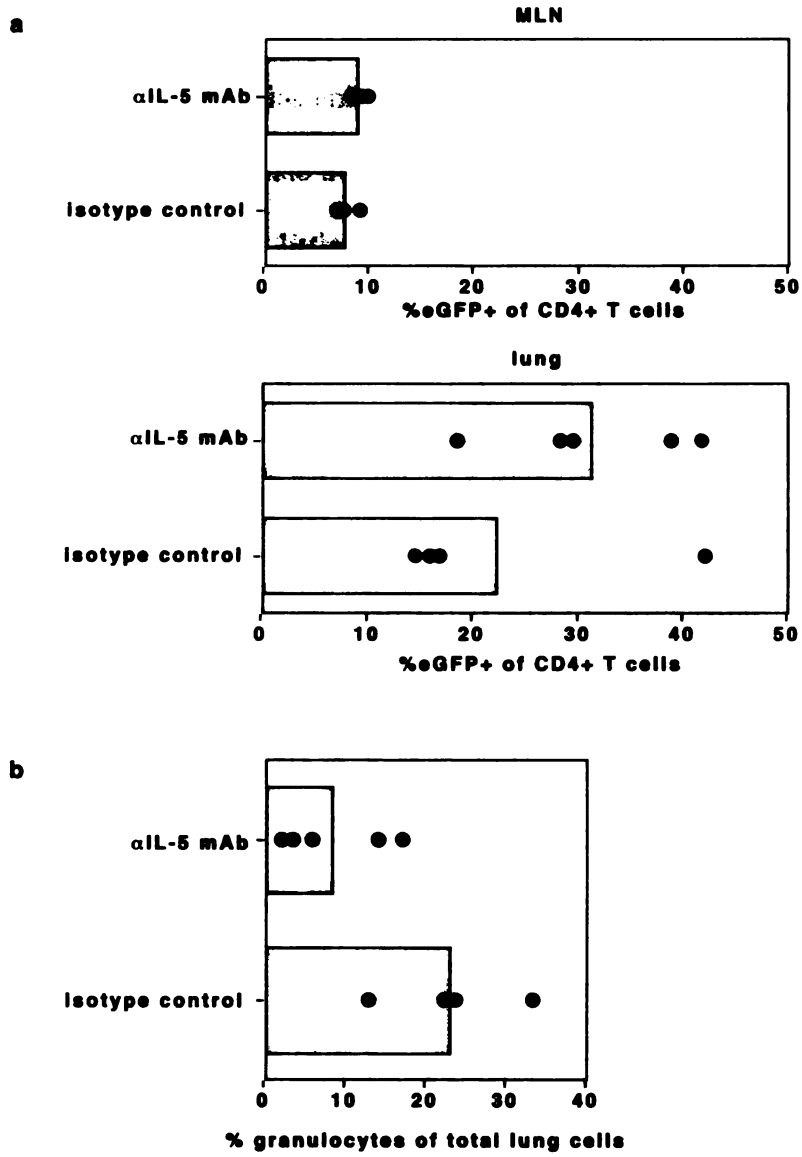 a
MLN
αIL-5 mAb
isotype control
0 10 20 30 40 50
%eGFP+ of CD4+ T cells
lung
αIL-5 mAb
isotype control
0 10 20 30 40 50
%eGFP+ of CD4+ T cells
b
αIL-5 mAb
isotype control
0 10 20 30 40
% granulocytes of total lung cells